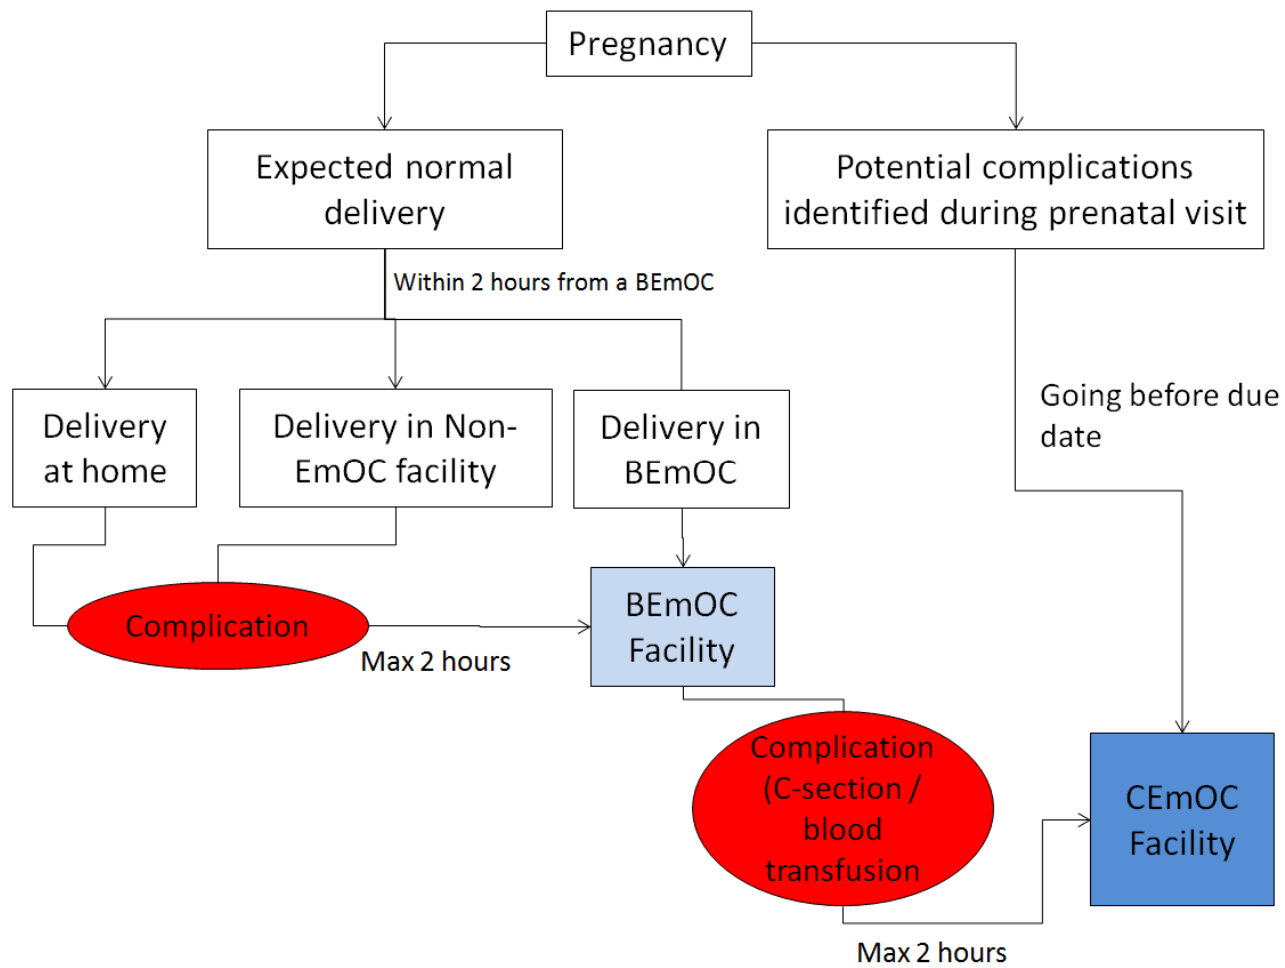 Pregnancy
Expected normal
delivery
Potential complications
identified during prenatal visit
Within 2 hours from a BEmOC
Delivery
at home
Delivery in Non-
EmOC facility
Delivery in
BEmOC
Going before due
date
Complication
Max 2 hours
BEmOC
Facility
Complication
(C-section /
blood
transfusion
CEmOC
Facility
Max 2 hours